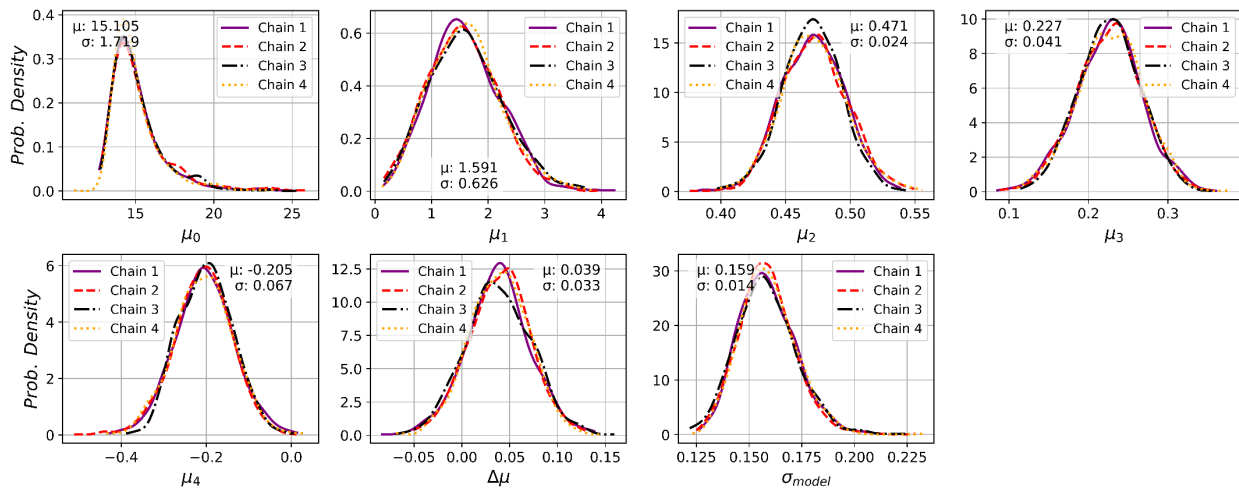 Prob. Density
0.4
0.3
0.2
0.1
0.0
μ: 15.105
σ: 1.719
Chain 1
Chain 2
Chain 3
Chain 4
15 20 25
μ0
0.6
0.4
0.2
0.0
Chain 1
Chain 2
Chain 3
Chain 4
μ: 1.591
σ: 0.626
0 1 2 3 4
μ1
15
10
5
0
Chain 1
Chain 2
Chain 3
Chain 4
μ: 0.471
σ: 0.024
0.40 0.45 0.50 0.55
μ2
10
8
6
4
2
0
μ: 0.227
σ: 0.041
Chain 1
Chain 2
Chain 3
Chain 4
0.1 0.2 0.3
μ3
Prob. Density
6
4
2
0
Chain 1
Chain 2
Chain 3
Chain 4
μ: -0.205
σ: 0.067
−0.4 −0.2 0.0
μ4
12.5
10.0
7.5
5.0
2.5
0.0
Chain 1
Chain 2
Chain 3
Chain 4
μ: 0.039
σ: 0.033
−0.05 0.00 0.05 0.10 0.15
Δμ
30
20
10
0
μ: 0.159
σ: 0.014
Chain 1
Chain 2
Chain 3
Chain 4
0.125 0.150 0.175 0.200 0.225
σmodel